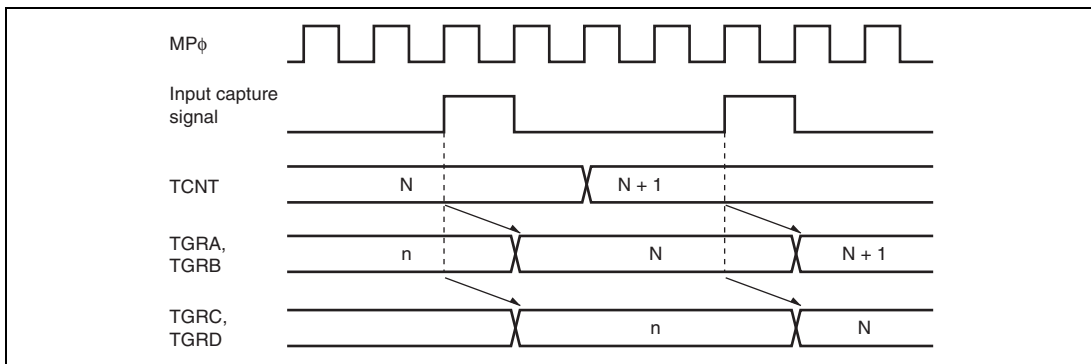 MPϕ
Input capture
signal
TCNT
N
N + 1
TGRA,
TGRB
n
N
N + 1
TGRC,
TGRD
n
N